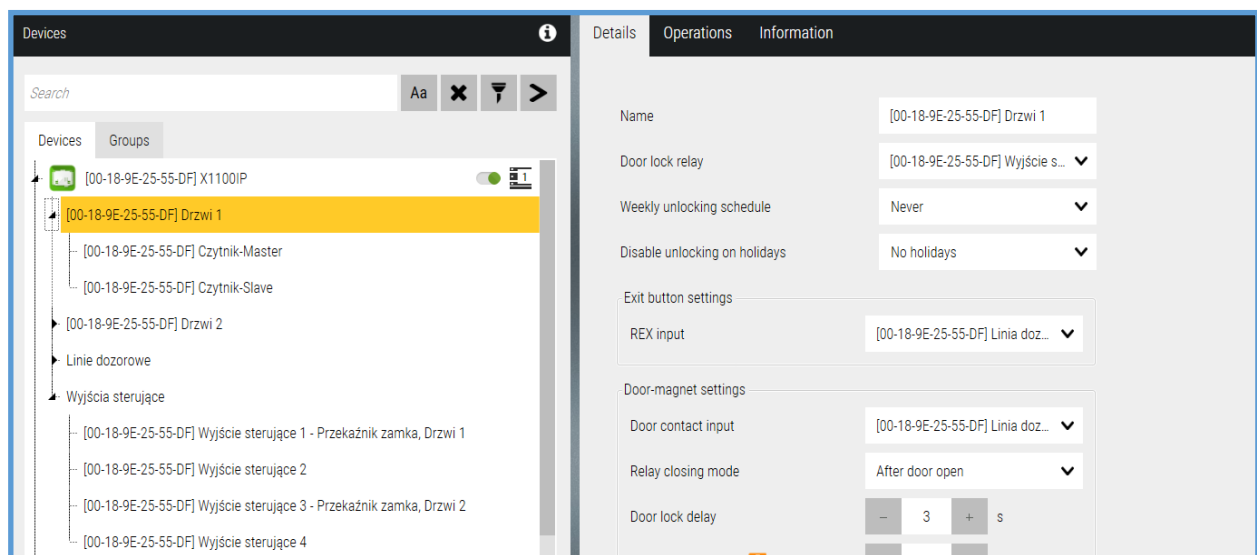 Devices
Search
Aa
Devices Groups
[00-18-9E-25-55-DF] X1100IP 1
[00-18-9E-25-55-DF] Drzwi 1
[00-18-9E-25-55-DF] Czytnik-Master
[00-18-9E-25-55-DF] Czytnik-Slave
[00-18-9E-25-55-DF] Drzwi 2
Linie dozorowe
Wyjścia sterujące
[00-18-9E-25-55-DF] Wyjście sterujące 1 - Przekaźnik zamka, Drzwi 1
[00-18-9E-25-55-DF] Wyjście sterujące 2
[00-18-9E-25-55-DF] Wyjście sterujące 3 - Przekaźnik zamka, Drzwi 2
[00-18-9E-25-55-DF] Wyjście sterujące 4
Details Operations Information
Name [00-18-9E-25-55-DF] Drzwi 1
Door lock relay [00-18-9E-25-55-DF] Wyjście s...
Weekly unlocking schedule Never
Disable unlocking on holidays No holidays
Exit button settings
REX input [00-18-9E-25-55-DF] Linia doz...
Door-magnet settings
Door contact input [00-18-9E-25-55-DF] Linia doz...
Relay closing mode After door open
Door lock delay - 3 + s